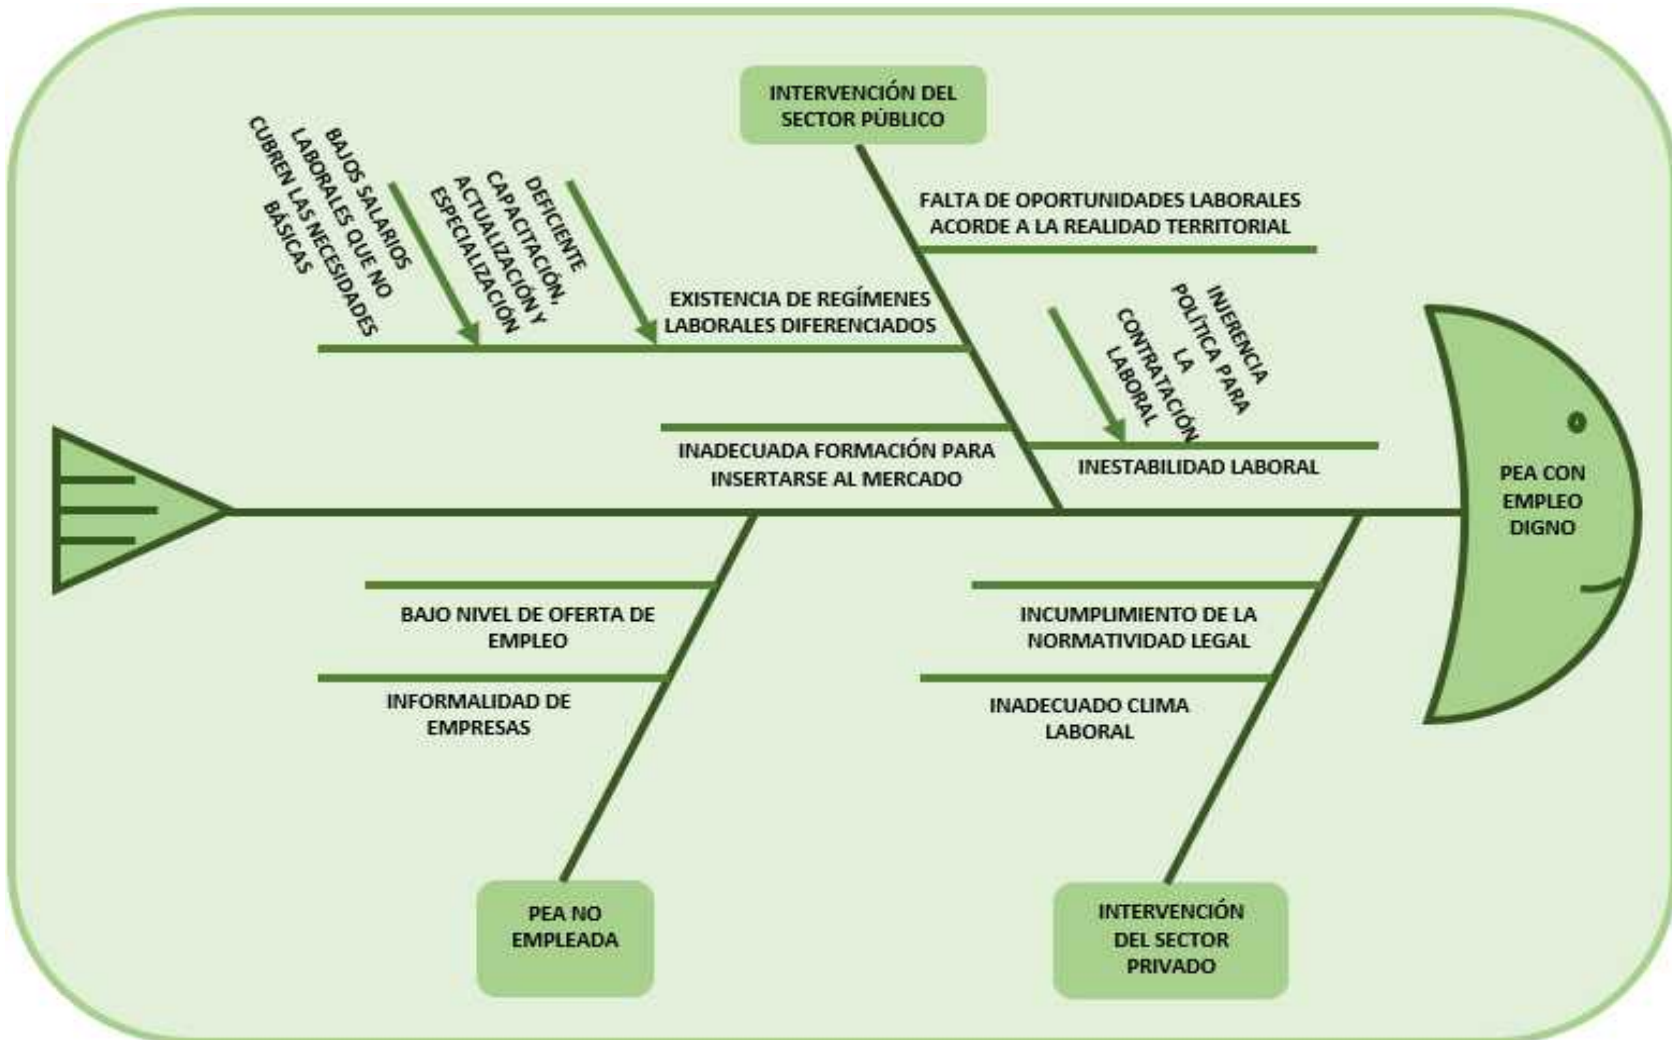 INTERVENCIÓN DEL
SECTOR PÚBLICO
BAJOS SALARIOS
LABORALES QUE NO
CUBREN LAS NECESIDADES
BÁSICAS
DEFICIENTE
CAPACITACIÓN,
ACTUALIZACIÓN Y
ESPECIALIZACIÓN
FALTA DE OPORTUNIDADES LABORALES
ACORDE A LA REALIDAD TERRITORIAL
EXISTENCIA DE REGÍMENES
LABORALES DIFERENCIADOS
INJERENCIA
POLÍTICA PARA
LA
CONTRATACIÓN
LABORAL
INADECUADA FORMACIÓN PARA
INSERTARSE AL MERCADO
INESTABILIDAD LABORAL
PEA CON
EMPLEO
DIGNO
BAJO NIVEL DE OFERTA DE
EMPLEO
INFORMALIDAD DE
EMPRESAS
INCUMPLIMIENTO DE LA
NORMATIVIDAD LEGAL
INADECUADO CLIMA
LABORAL
PEA NO
EMPLEADA
INTERVENCIÓN
DEL SECTOR
PRIVADO